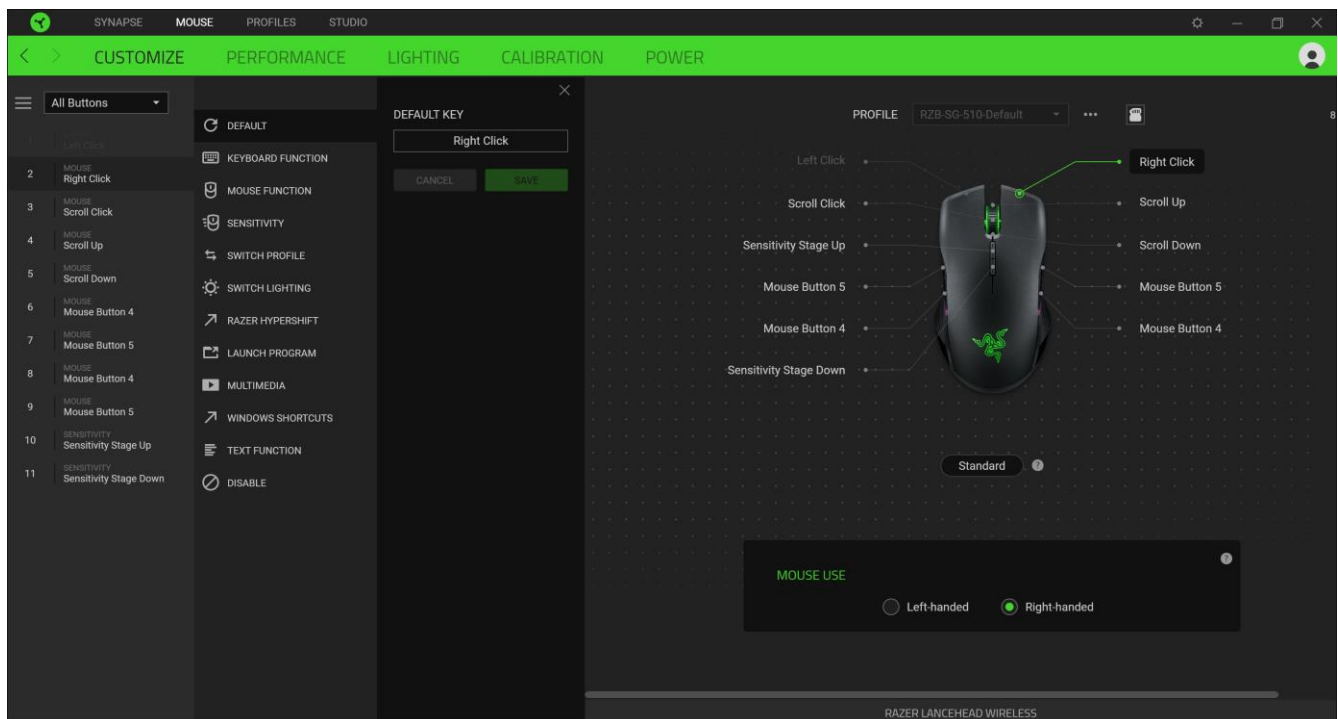 SYNAPSE MOUSE PROFILES STUDIO
CUSTOMIZE PERFORMANCE LIGHTING CALIBRATION POWER
All Buttons
1 MOUSE
Left Click
2 MOUSE
Right Click
3 MOUSE
Scroll Click
4 MOUSE
Scroll Up
5 MOUSE
Scroll Down
6 MOUSE
Mouse Button 4
7 MOUSE
Mouse Button 5
8 MOUSE
Mouse Button 4
9 MOUSE
Mouse Button 5
10 SENSITIVITY
Sensitivity Stage Up
11 SENSITIVITY
Sensitivity Stage Down
DEFAULT
KEYBOARD FUNCTION
MOUSE FUNCTION
SENSITIVITY
SWITCH PROFILE
SWITCH LIGHTING
RAZER HYPERSHIFT
LAUNCH PROGRAM
MULTIMEDIA
WINDOWS SHORTCUTS
TEXT FUNCTION
DISABLE
DEFAULT KEY
Right Click
CANCEL SAVE
PROFILE RZB-SG-510-Default ••• 8
Left Click Right Click
Scroll Click Scroll Up
Sensitivity Stage Up Scroll Down
Mouse Button 5 Mouse Button 5
Mouse Button 4 Mouse Button 4
Sensitivity Stage Down
Standard ?
MOUSE USE ?
Left-handed Right-handed
RAZER LANCEHEAD WIRELESS